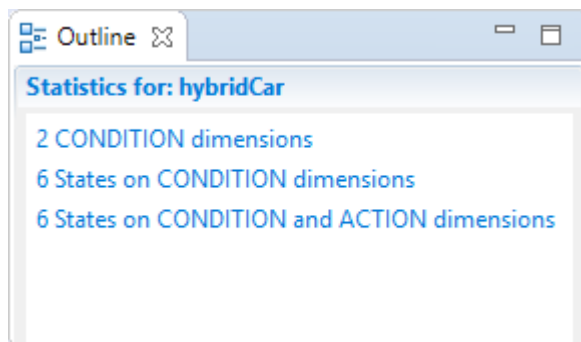 Outline
Statistics for: hybridCar
2 CONDITION dimensions
6 States on CONDITION dimensions
6 States on CONDITION and ACTION dimensions